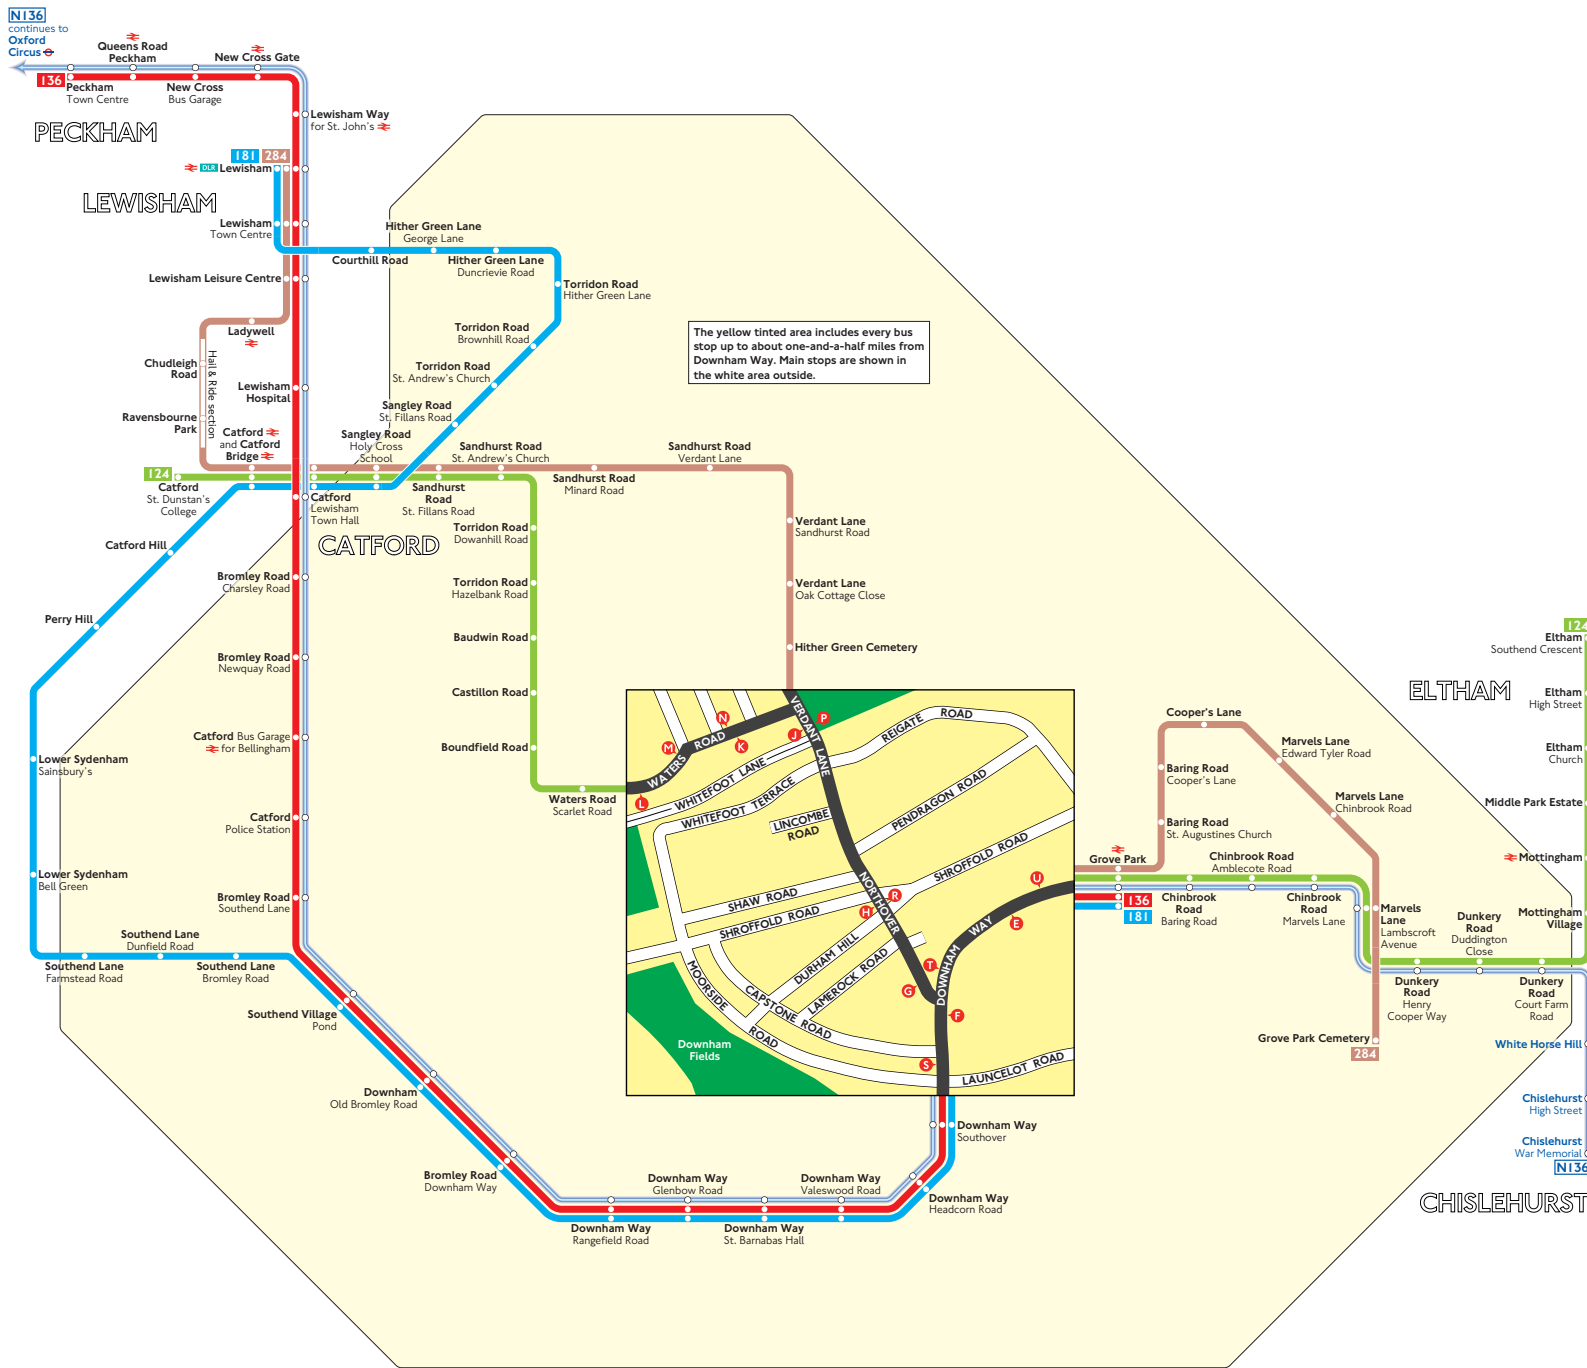 N136
continues to
Oxford
Circus
Queens Road
Peckham
New Cross Gate
136
Peckham
Town Centre
New Cross
Bus Garage
PECKHAM
Lewisham Way
for St. John's
181
284
DLR
Lewisham
LEWISHAM
Lewisham
Town Centre
Hither Green Lane
George Lane
Courthill Road
Hither Green Lane
Duncrievie Road
Lewisham Leisure Centre
Torridon Road
Hither Green Lane
Ladywell
Torridon Road
Brownhill Road
The yellow tinted area includes every bus
stop up to about one-and-a-half miles from
Downham Way. Main stops are shown in
the white area outside.
Chudleigh
Road
Hail & Ride section
Torridon Road
St. Andrew's Church
Lewisham
Hospital
Ravensbourne
Park
Sangley Road
St. Fillans Road
Catford
and Catford
Bridge
Sangley Road
Holy Cross
School
Sandhurst Road
St. Andrew's Church
Sandhurst Road
Verdant Lane
124
Catford
St. Dunstan's
College
Catford
Lewisham
Town Hall
Sandhurst
Road
St. Fillans Road
Sandhurst Road
Minard Road
CATFORD
Torridon Road
Dowanhill Road
Verdant Lane
Sandhurst Road
Catford Hill
Bromley Road
Charsley Road
Torridon Road
Hazelbank Road
Verdant Lane
Oak Cottage Close
Perry Hill
Baudwin Road
Hither Green Cemetery
Bromley Road
Newquay Road
Castillon Road
Catford Bus Garage
for Bellingham
Boundfield Road
Lower Sydenham
Sainsbury's
Waters Road
Scarlet Road
Catford
Police Station
Lower Sydenham
Bell Green
Bromley Road
Southend Lane
Southend Lane
Dunfield Road
Southend Lane
Farmstead Road
Southend Lane
Bromley Road
Southend Village
Pond
Downham
Old Bromley Road
Bromley Road
Downham Way
Downham Way
Rangefield Road
Downham Way
Glenbow Road
Downham Way
St. Barnabas Hall
Downham Way
Valeswood Road
Downham Way
Headcorn Road
Downham Way
Southover
N
P
M
K
J
L
WATERS ROAD
VERDANT LANE
REIGATE ROAD
WHITEFOOT LANE
WHITEFOOT TERRACE
LINCOMBE
ROAD
PENDRAGON ROAD
SHROFFOLD ROAD
SHAW ROAD
SHROFFOLD ROAD
NORTHOVER
R
H
U
E
T
G
F
S
DOWNHAM WAY
DURHAM HILL
LAMEROCK ROAD
MOORSIDE ROAD
CAPSTONE ROAD
LAUNCELOT ROAD
Downham
Fields
Grove Park
136
181
Baring Road
St. Augustines Church
Baring Road
Cooper's Lane
Cooper's Lane
Marvels Lane
Edward Tyler Road
Marvels Lane
Chinbrook Road
Chinbrook Road
Amblecote Road
Chinbrook
Road
Baring Road
Chinbrook
Road
Marvels Lane
Marvels
Lane
Lambscroft
Avenue
Dunkery
Road
Duddington
Close
Dunkery
Road
Henry
Cooper Way
Dunkery
Road
Court Farm
Road
Grove Park Cemetery
284
124
Eltham
Southend Crescent
ELTHAM
Eltham
High Street
Eltham
Church
Middle Park Estate
Mottingham
Mottingham
Village
White Horse Hill
Chislehurst
High Street
Chislehurst
War Memorial
N136
CHISLEHURST